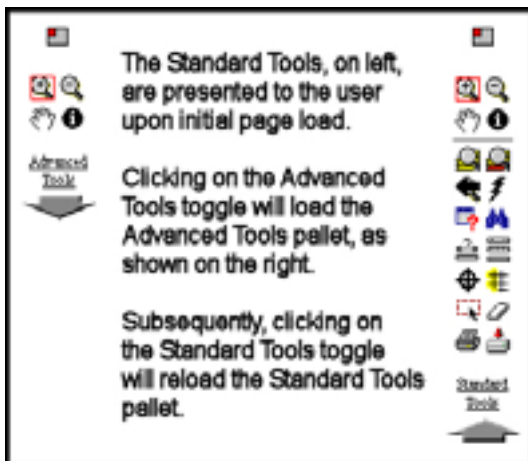 The Standard Tools, on left,
are presented to the user
upon initial page load.
Advanced
Tools
Clicking on the Advanced
Tools toggle will load the
Advanced Tools pallet, as
shown on the right.
Subsequently, clicking on
the Standard Tools toggle
will reload the Standard Tools
pallet.
Standard
Tools